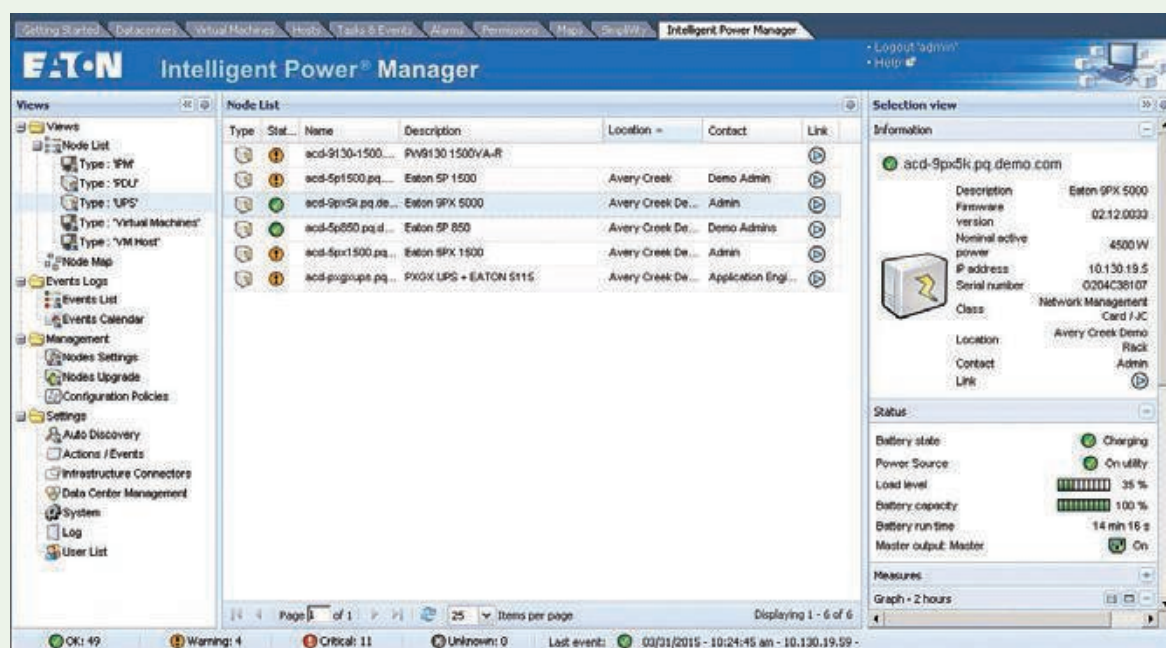 Getting Started Datacenters Virtual Machines Hosts Tasks & Events Alarms Permissions Maps SimpliVity Intelligent Power Manager
EATON Intelligent Power® Manager
Logout 'admin'
Help
Views
Views
Node List
Type : 'IPM'
Type : 'PDU'
Type : 'UPS'
Type : 'Virtual Machines'
Type : 'VM Host'
Node Map
Events Logs
Events List
Events Calendar
Management
Nodes Settings
Nodes Upgrade
Configuration Policies
Settings
Auto Discovery
Actions / Events
Infrastructure Connectors
Data Center Management
System
Log
User List
Node List
Type Stat... Name Description Location Contact Link
acd-9130-1500.... PW9130 1500VA-R
acd-5p1500.pq.... Eaton 5P 1500 Avery Creek Demo Admin
acd-9px5k.pq.de... Eaton 9PX 5000 Avery Creek De... Admin
acd-5p850.pq.d... Eaton 5P 850 Avery Creek De... Demo Admins
acd-5px1500.pq... Eaton 5PX 1500 Avery Creek De... Admin
acd-pxgxups.pq... PXGX UPS + EATON 5115 Avery Creek De... Application Engi...
Page 1 of 1 25 Items per page Displaying 1 - 6 of 6
Selection view
Information
acd-9px5k.pq.demo.com
Description Eaton 9PX 5000
Firmware version 02.12.0033
Nominal active power 4500 W
IP address 10.130.19.5
Serial number G204C38107
Class Network Management Card / JC
Location Avery Creek Demo Rack
Contact Admin
Link
Status
Battery state Charging
Power Source On utility
Load level 35 %
Battery capacity 100 %
Battery run time 14 min 16 s
Master output: Master On
Measures
Graph - 2 hours
OK: 49 Warning: 4 Critical: 11 Unknown: 0 Last event: 03/31/2015 - 10:24:45 am - 10.130.19.59 -